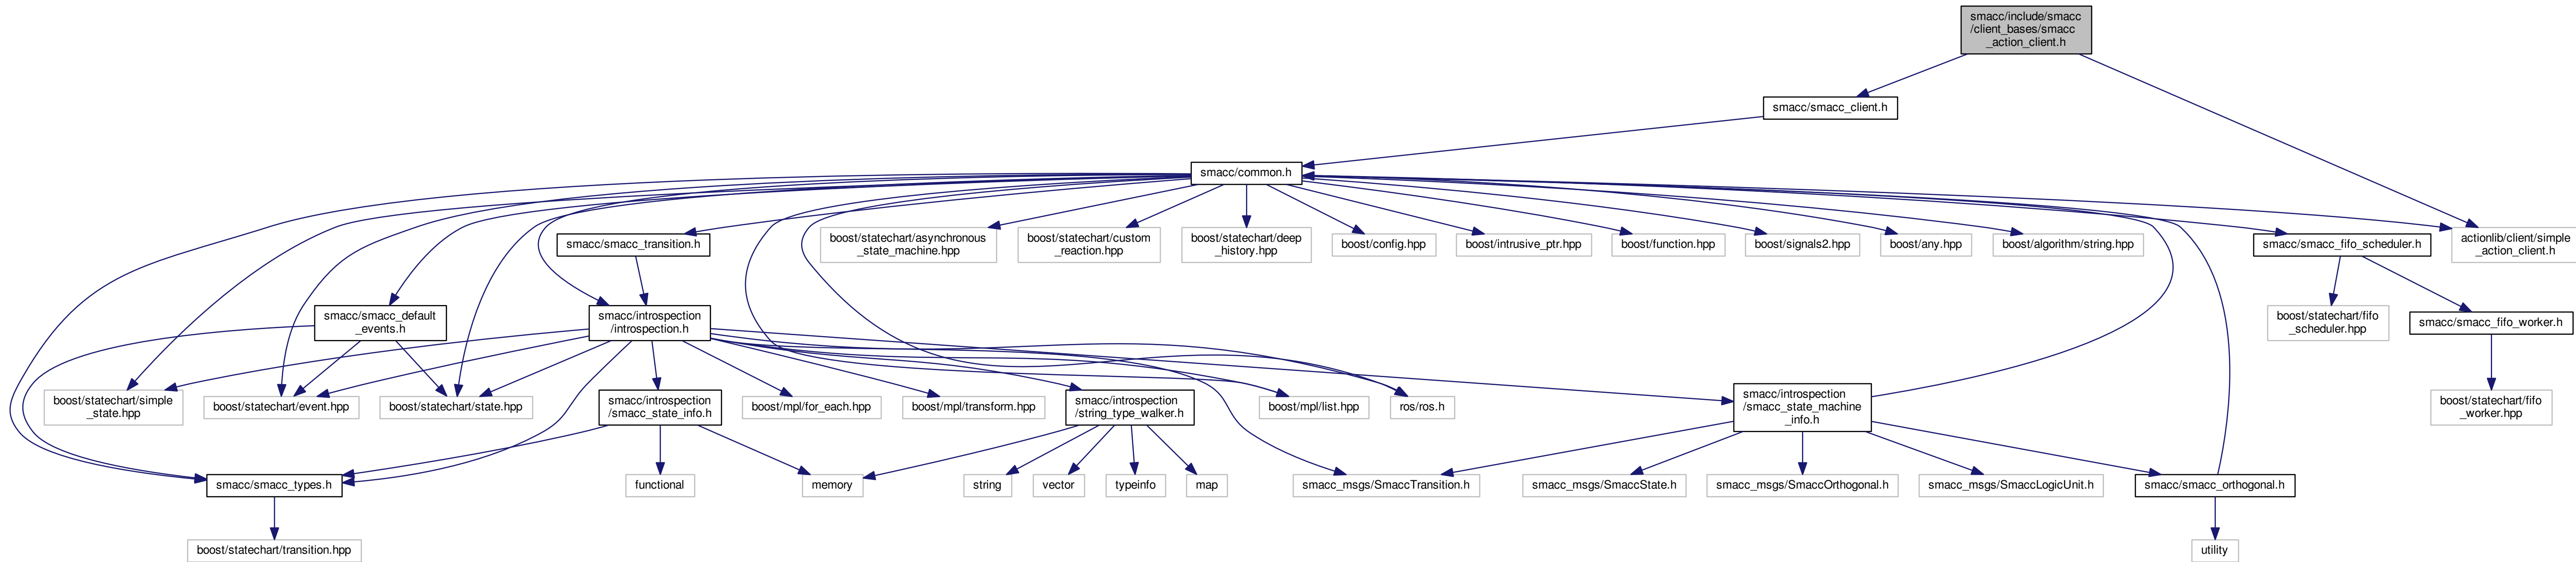 smacc/include/smacc
/client_bases/smacc
_action_client.h
smacc/smacc_client.h
smacc/common.h
smacc/smacc_transition.h
boost/statechart/asynchronous
_state_machine.hpp
boost/statechart/custom
_reaction.hpp
boost/statechart/deep
_history.hpp
boost/config.hpp
boost/intrusive_ptr.hpp
boost/function.hpp
boost/signals2.hpp
boost/any.hpp
boost/algorithm/string.hpp
smacc/smacc_fifo_scheduler.h
actionlib/client/simple
_action_client.h
smacc/smacc_default
_events.h
smacc/introspection
/introspection.h
boost/statechart/fifo
_scheduler.hpp
smacc/smacc_fifo_worker.h
boost/statechart/simple
_state.hpp
boost/statechart/event.hpp
boost/statechart/state.hpp
smacc/introspection
/smacc_state_info.h
boost/mpl/for_each.hpp
boost/mpl/transform.hpp
smacc/introspection
/string_type_walker.h
boost/mpl/list.hpp
ros/ros.h
smacc/introspection
/smacc_state_machine
_info.h
boost/statechart/fifo
_worker.hpp
smacc/smacc_types.h
functional
memory
string
vector
typeinfo
map
smacc_msgs/SmaccTransition.h
smacc_msgs/SmaccState.h
smacc_msgs/SmaccOrthogonal.h
smacc_msgs/SmaccLogicUnit.h
smacc/smacc_orthogonal.h
boost/statechart/transition.hpp
utility